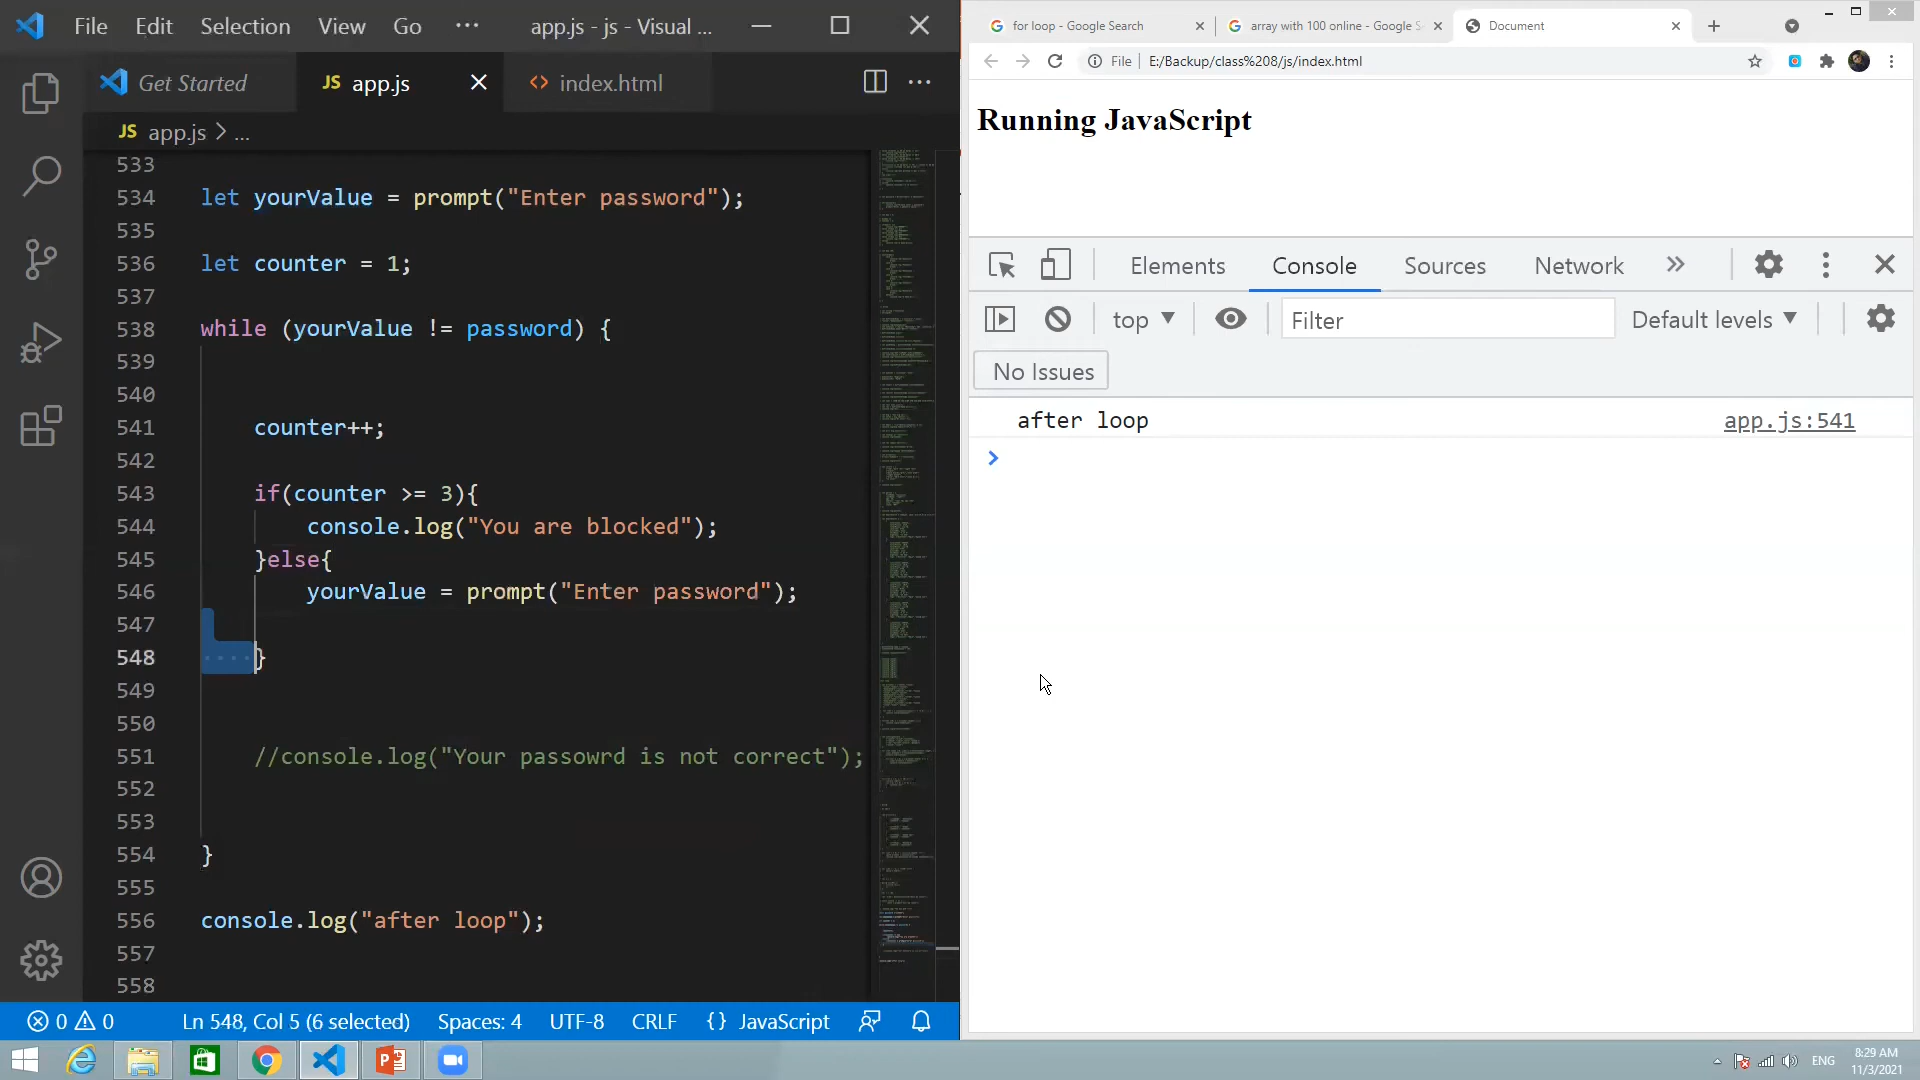 File Edit Selection View Go ··· app.js - js - Visual ...
Get Started JS app.js index.html
JS app.js > ...
533
534 let yourValue = prompt("Enter password");
535
536 let counter = 1;
537
538 while (yourValue != password) {
539
540
541 counter++;
542
543 if(counter >= 3){
544 console.log("You are blocked");
545 }else{
546 yourValue = prompt("Enter password");
547
548 }
549
550
551 //console.log("Your passowrd is not correct");
552
553
554 }
555
556 console.log("after loop");
557
558
0 0 Ln 548, Col 5 (6 selected) Spaces: 4 UTF-8 CRLF {} JavaScript
for loop - Google Search array with 100 online - Google S Document
File E:/Backup/class%208/js/index.html
Running JavaScript
Elements Console Sources Network
top Filter Default levels
No Issues
after loop app.js:541
ENG 8:29 AM
11/3/2021